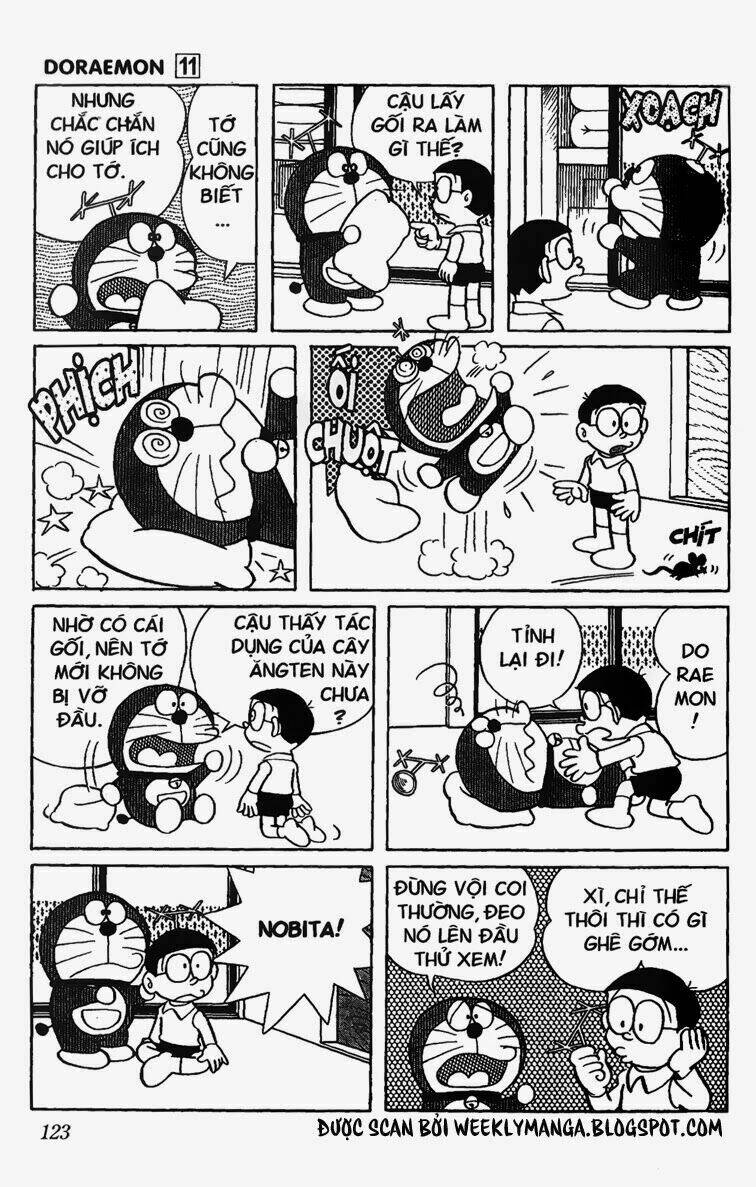 DORAEMON 11
XOẠCH
CẬU LẤY
GỐI RA LÀM
GÌ THẾ?
TỚ
CŨNG
KHÔNG
BIẾT
...
NHƯNG
CHẮC CHẮN
NÓ GIÚP ÍCH
CHO TỚ.
CHÍT
ỐI
CHUỘT
PHỊCH
DO
RAE
MON
!
TỈNH
LẠI ĐI!
CẬU THẤY TÁC
DỤNG CỦA CÂY
ĂNGTEN NÀY
CHƯA
?
NHỜ CÓ CÁI
GỐI, NÊN TỚ
MỚI KHÔNG
BỊ VỠ
ĐẦU.
XÌ, CHỈ THẾ
THÔI THÌ CÓ GÌ
GHÊ GỚM...
ĐỪNG VỘI COI
THƯỜNG, ĐEO
NÓ LÊN ĐẦU
THỬ XEM!
NOBITA!
123
ĐƯỢC SCAN BỞI WEEKLYMANGA.BLOGSPOT.COM